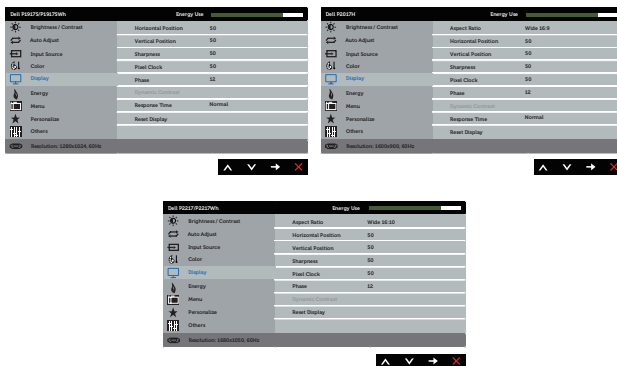 Dell P1917S/P1917SWh Energy Use
Brightness / Contrast Horizontal Position 50
Auto Adjust Vertical Position 50
Input Source Sharpness 50
Color Pixel Clock 50
Display Phase 12
Energy Dynamic Contrast
Menu Response Time Normal
Personalize Reset Display
Others
Resolution: 1280x1024, 60Hz
Dell P2017H Energy Use
Brightness / Contrast Aspect Ratio Wide 16:9
Auto Adjust Horizontal Position 50
Input Source Vertical Position 50
Color Sharpness 50
Display Pixel Clock 50
Energy Phase 12
Menu Dynamic Contrast
Personalize Response Time Normal
Others Reset Display
Resolution: 1600x900, 60Hz
Dell P2217/P2217Wh Energy Use
Brightness / Contrast Aspect Ratio Wide 16:10
Auto Adjust Horizontal Position 50
Input Source Vertical Position 50
Color Sharpness 50
Display Pixel Clock 50
Energy Phase 12
Menu Dynamic Contrast
Personalize Reset Display
Others
Resolution: 1680x1050, 60Hz